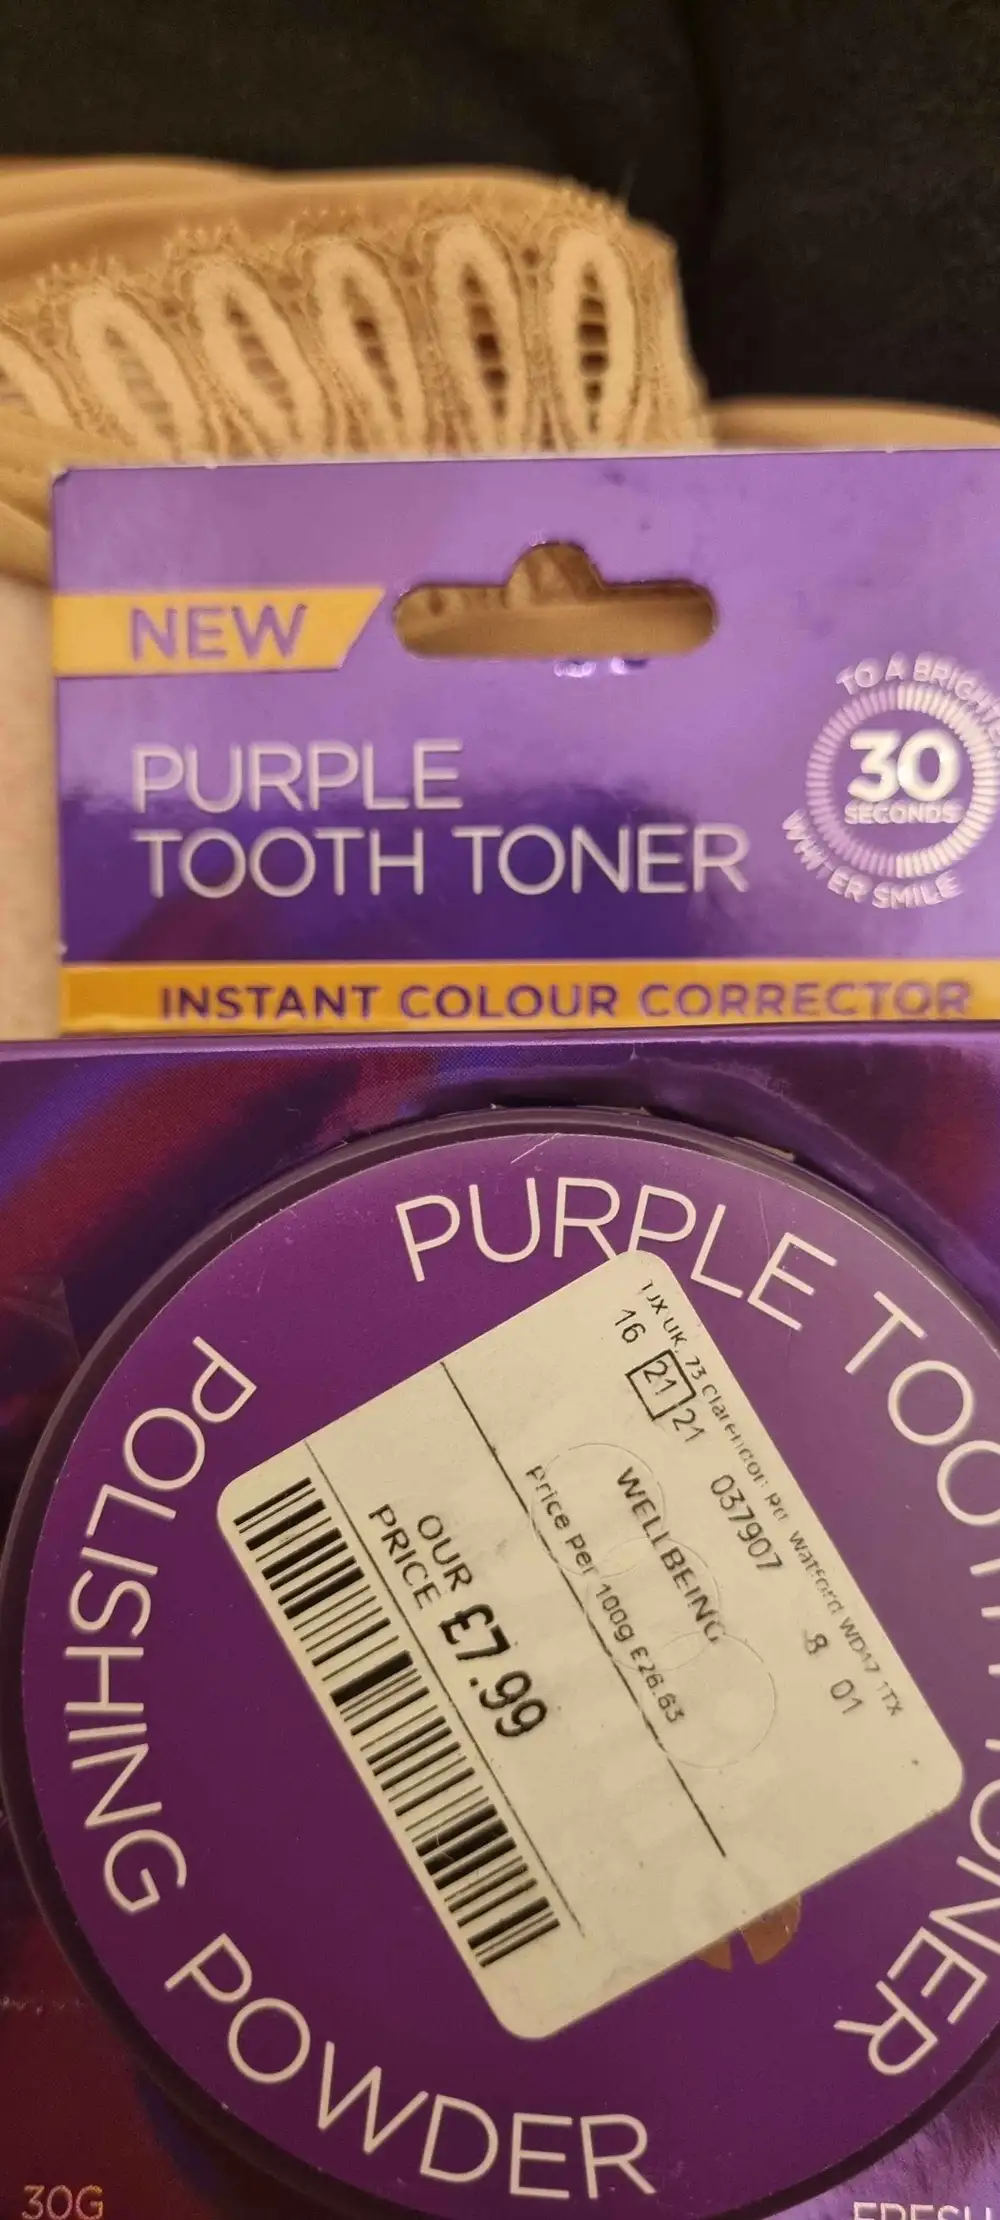 NEW
PURPLE
TOOTH TONER
TO A BRIGHTE
30
SECONDS
WHITER SMILE
INSTANT COLOUR CORRECTOR
PURPLE TOOTH TONER
POLISHING POWDER
TJX UK, 73 Clarendon Rd Watford WD17 1TX
16 21 21 037907 8 01
WELLBEING
Price Per 100g £26.63
OUR
PRICE £7.99
30G
FRESH